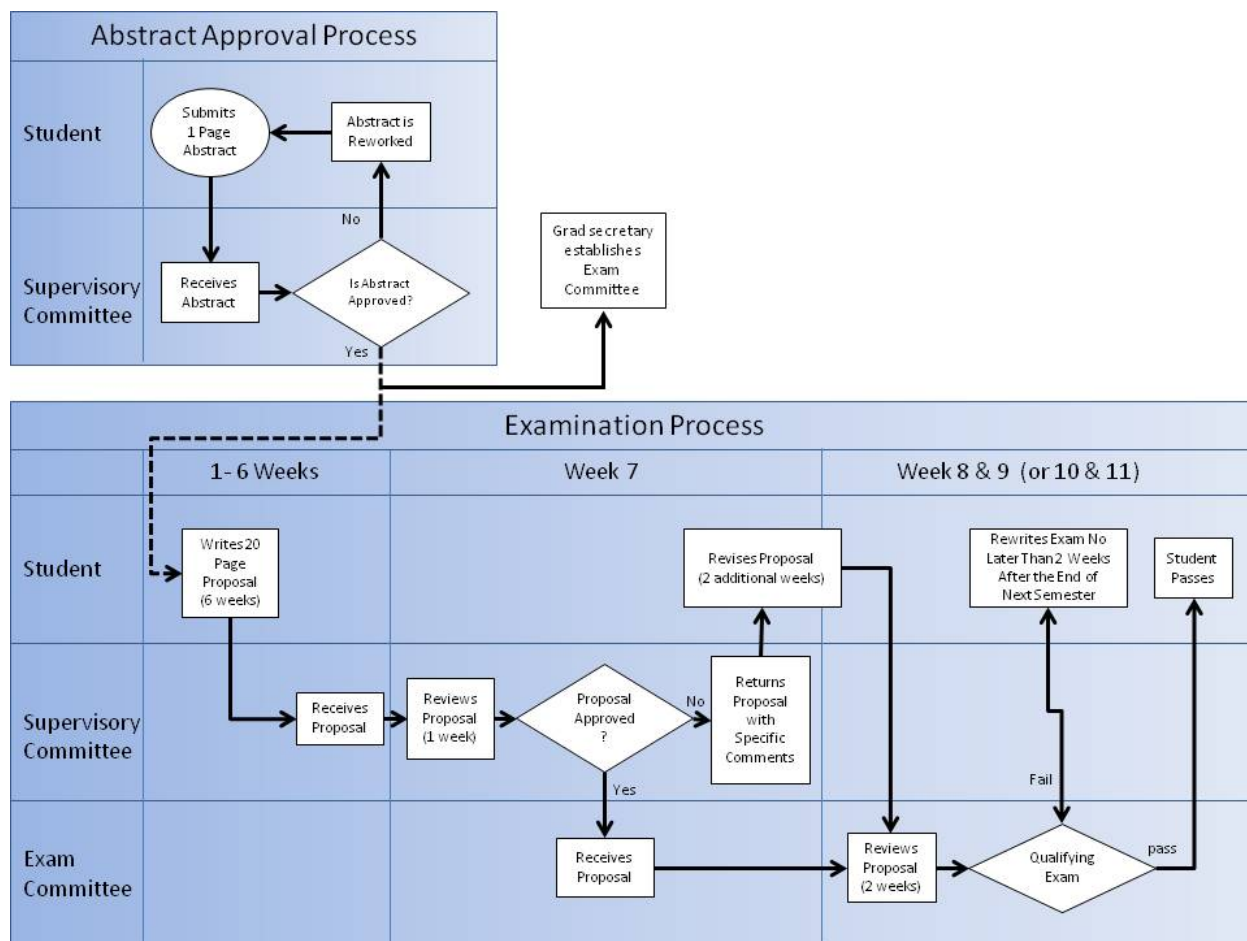 Abstract Approval Process
Student
Submits
1 Page
Abstract
Abstract is
Reworked
No
Supervisory
Committee
Receives
Abstract
Is Abstract
Approved?
Yes
Grad secretary
establishes
Exam
Committee
Examination Process
1- 6 Weeks
Week 7
Week 8 & 9 (or 10 & 11)
Student
Writes 20
Page
Proposal
(6 weeks)
Revises Proposal
(2 additional weeks)
Rewrites Exam No
Later Than 2 Weeks
After the End of
Next Semester
Student
Passes
Supervisory
Committee
Receives
Proposal
Reviews
Proposal
(1 week)
Proposal
Approved
?
No
Returns
Proposal
with
Specific
Comments
Yes
Fail
Exam
Committee
Receives
Proposal
Reviews
Proposal
(2 weeks)
Qualifying
Exam
pass